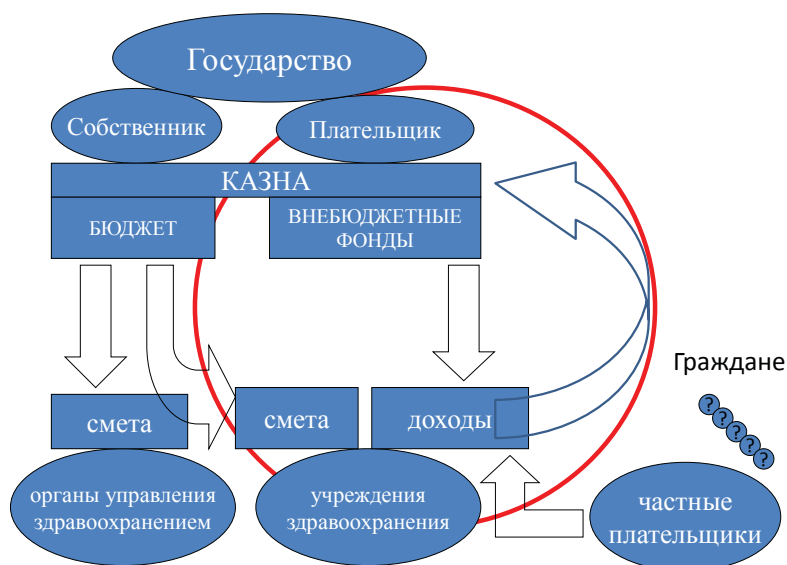 Государство
Собственник
Плательщик
КАЗНА
БЮДЖЕТ
ВНЕБЮДЖЕТНЫЕ
ФОНДЫ
Граждане
смета
смета
доходы
?
?
?
?
?
органы управления
здравоохранением
учреждения
здравоохранения
частные
плательщики